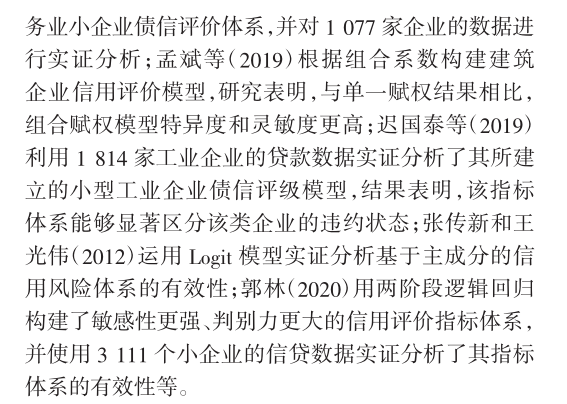 务业小企业债信评价体系,并对 1 077 家企业的数据进
行实证分析;孟斌等(2019)根据组合系数构建建筑
企业信用评价模型,研究表明,与单一赋权结果相比,
组合赋权模型特异度和灵敏度更高;迟国泰等(2019)
利用 1 814 家工业企业的贷款数据实证分析了其所建
立的小型工业企业债信评级模型,结果表明,该指标
体系能够显著区分该类企业的违约状态;张传新和王
光伟(2012)运用 Logit 模型实证分析基于主成分的信
用风险体系的有效性;郭林(2020)用两阶段逻辑回归
构建了敏感性更强、判别力更大的信用评价指标体系,
并使用 3 111 个小企业的信贷数据实证分析了其指标
体系的有效性等。